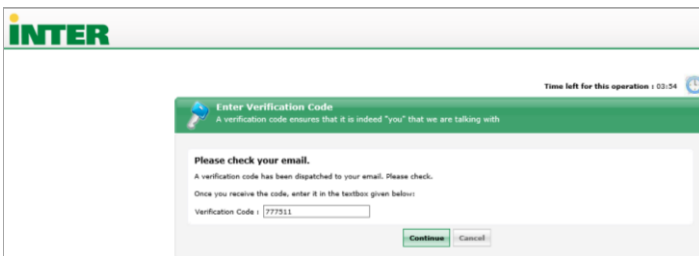 INTER
Time left for this operation : 03:54
Enter Verification Code
A verification code ensures that it is indeed "you" that we are talking with
Please check your email.
A verification code has been dispatched to your email. Please check.
Once you receive the code, enter it in the textbox given below:
Verification Code : 777511
Continue Cancel